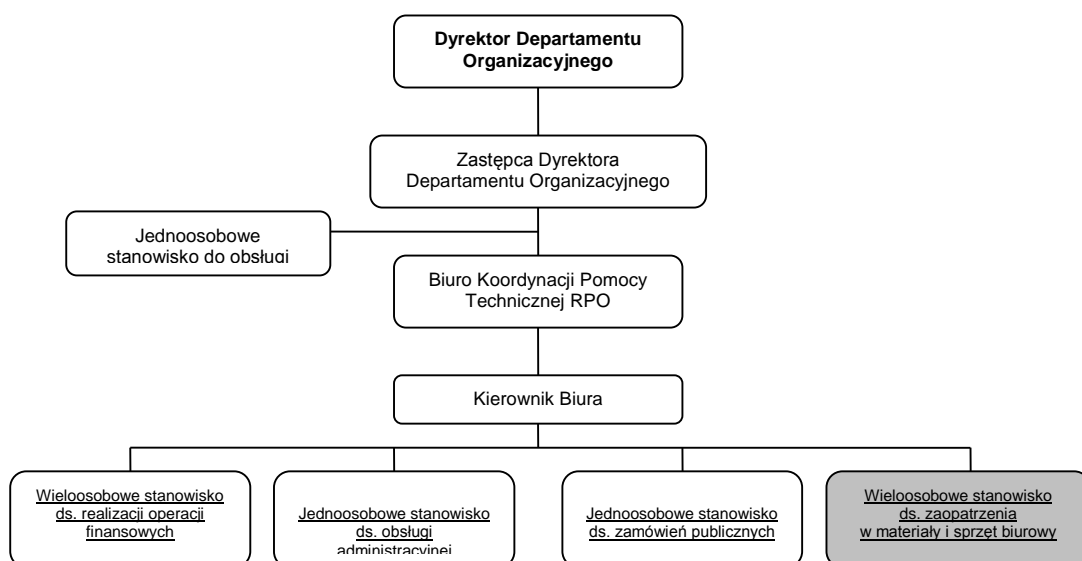 Dyrektor Departamentu
Organizacyjnego
Zastępca Dyrektora
Departamentu Organizacyjnego
Jednoosobowe
stanowisko do obsługi
Biuro Koordynacji Pomocy
Technicznej RPO
Kierownik Biura
Wieloosobowe stanowisko
ds. realizacji operacji
finansowych
Jednoosobowe stanowisko
ds. obsługi
administracyjnej
Jednoosobowe stanowisko
ds. zamówień publicznych
Wieloosobowe stanowisko
ds. zaopatrzenia
w materiały i sprzęt biurowy